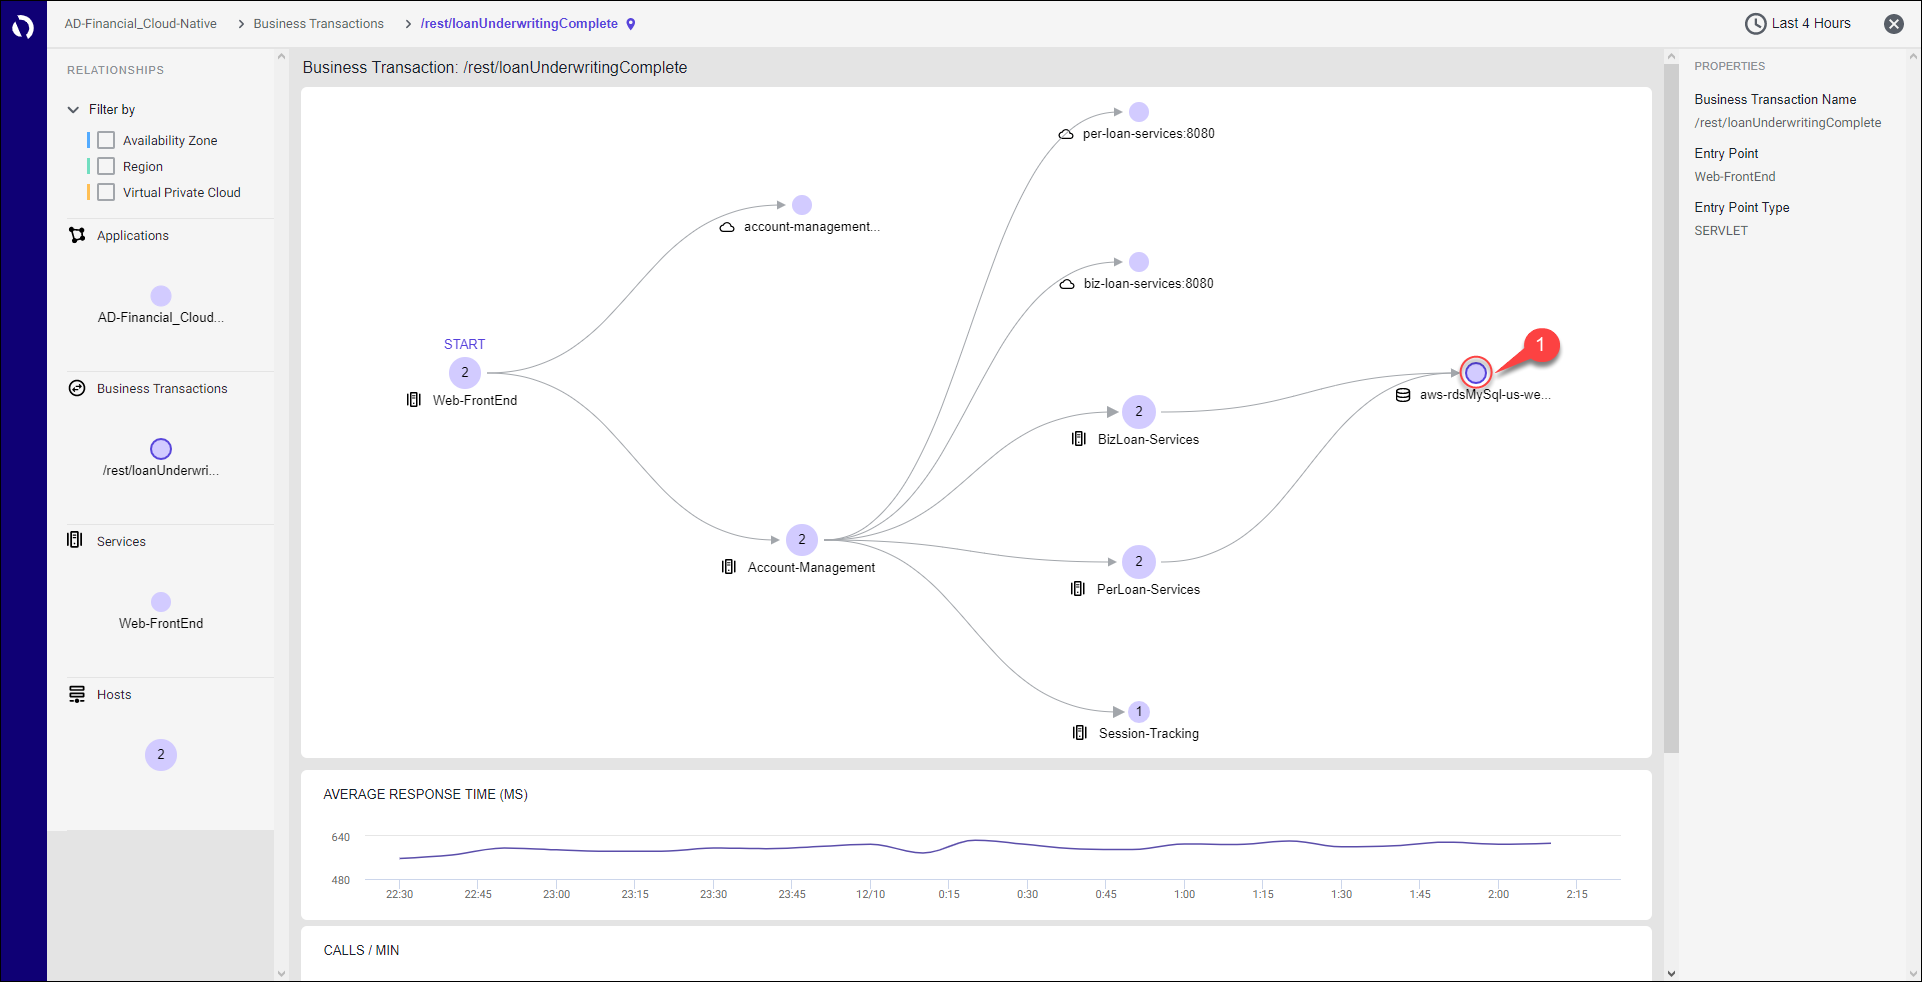 AD-Financial_Cloud-Native
Business Transactions
/rest/loanUnderwritingComplete
Last 4 Hours
RELATIONSHIPS
Filter by
Availability Zone
Region
Virtual Private Cloud
Applications
AD-Financial_Cloud...
Business Transactions
/rest/loanUnderwri...
Services
Web-FrontEnd
Hosts
2
Business Transaction: /rest/loanUnderwritingComplete
per-loan-services:8080
account-management...
biz-loan-services:8080
START
2
Web-FrontEnd
1
aws-rdsMySql-us-we...
2
BizLoan-Services
2
Account-Management
2
PerLoan-Services
1
Session-Tracking
AVERAGE RESPONSE TIME (MS)
640
480
22:30 22:45 23:00 23:15 23:30 23:45 12/10 0:15 0:30 0:45 1:00 1:15 1:30 1:45 2:00 2:15
CALLS / MIN
PROPERTIES
Business Transaction Name
/rest/loanUnderwritingComplete
Entry Point
Web-FrontEnd
Entry Point Type
SERVLET